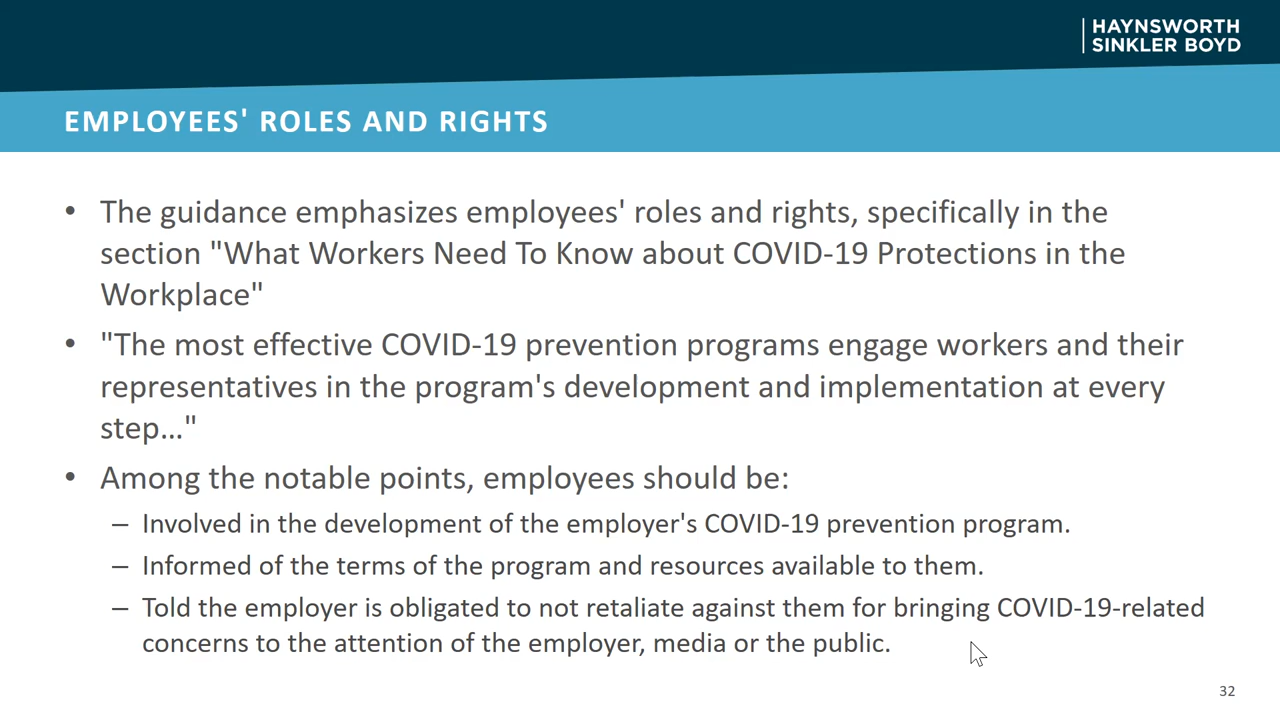 HAYNSWORTH
SINKLER BOYD
EMPLOYEES' ROLES AND RIGHTS
• The guidance emphasizes employees' roles and rights, specifically in the
section "What Workers Need To Know about COVID-19 Protections in the
Workplace"
• "The most effective COVID-19 prevention programs engage workers and their
representatives in the program's development and implementation at every
step…"
• Among the notable points, employees should be:
– Involved in the development of the employer's COVID-19 prevention program.
– Informed of the terms of the program and resources available to them.
– Told the employer is obligated to not retaliate against them for bringing COVID-19-related
concerns to the attention of the employer, media or the public.
32